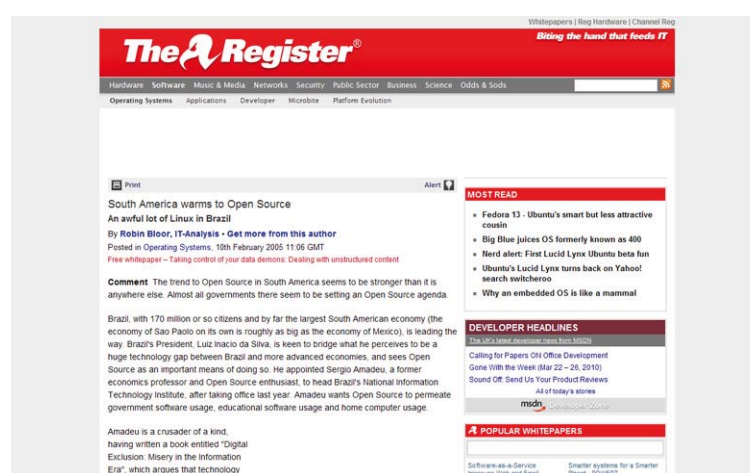 Whitepapers | Reg Hardware | Channel Reg
The Register®
Biting the hand that feeds IT
Hardware Software Music & Media Networks Security Public Sector Business Science Odds & Sods
Operating Systems Applications Developer Microbite Platform Evolution
Print Alert
South America warms to Open Source
An awful lot of Linux in Brazil
By Robin Bloor, IT-Analysis • Get more from this author
Posted in Operating Systems, 10th February 2005 11:06 GMT
Free whitepaper – Taking control of your data demons: Dealing with unstructured content
Comment The trend to Open Source in South America seems to be stronger than it is
anywhere else. Almost all governments there seem to be setting an Open Source agenda.
Brazil, with 170 million or so citizens and by far the largest South American economy (the
economy of Sao Paolo on its own is roughly as big as the economy of Mexico), is leading the
way. Brazil's President, Luiz Inacio da Silva, is keen to bridge what he perceives to be a
huge technology gap between Brazil and more advanced economies, and sees Open
Source as an important means of doing so. He appointed Sergio Amadeu, a former
economics professor and Open Source enthusiast, to head Brazil's National Information
Technology Institute, after taking office last year. Amadeu wants Open Source to permeate
government software usage, educational software usage and home computer usage.
Amadeu is a crusader of a kind,
having written a book entitled "Digital
Exclusion: Misery in the Information
Era", which argues that technology
MOST READ
Fedora 13 - Ubuntu's smart but less attractive
cousin
Big Blue juices OS formerly known as 400
Nerd alert: First Lucid Lynx Ubuntu beta fun
Ubuntu's Lucid Lynx turns back on Yahoo!
search switcheroo
Why an embedded OS is like a mammal
DEVELOPER HEADLINES
The UK's latest developer news from MSDN
Calling for Papers ON Office Development
Gone With the Week (Mar 22 – 26, 2010)
Sound Off: Send Us Your Product Reviews
All of today's stories
msdn Developer Zone
POPULAR WHITEPAPERS
Software-as-a-Service Smarter systems for a Smarter